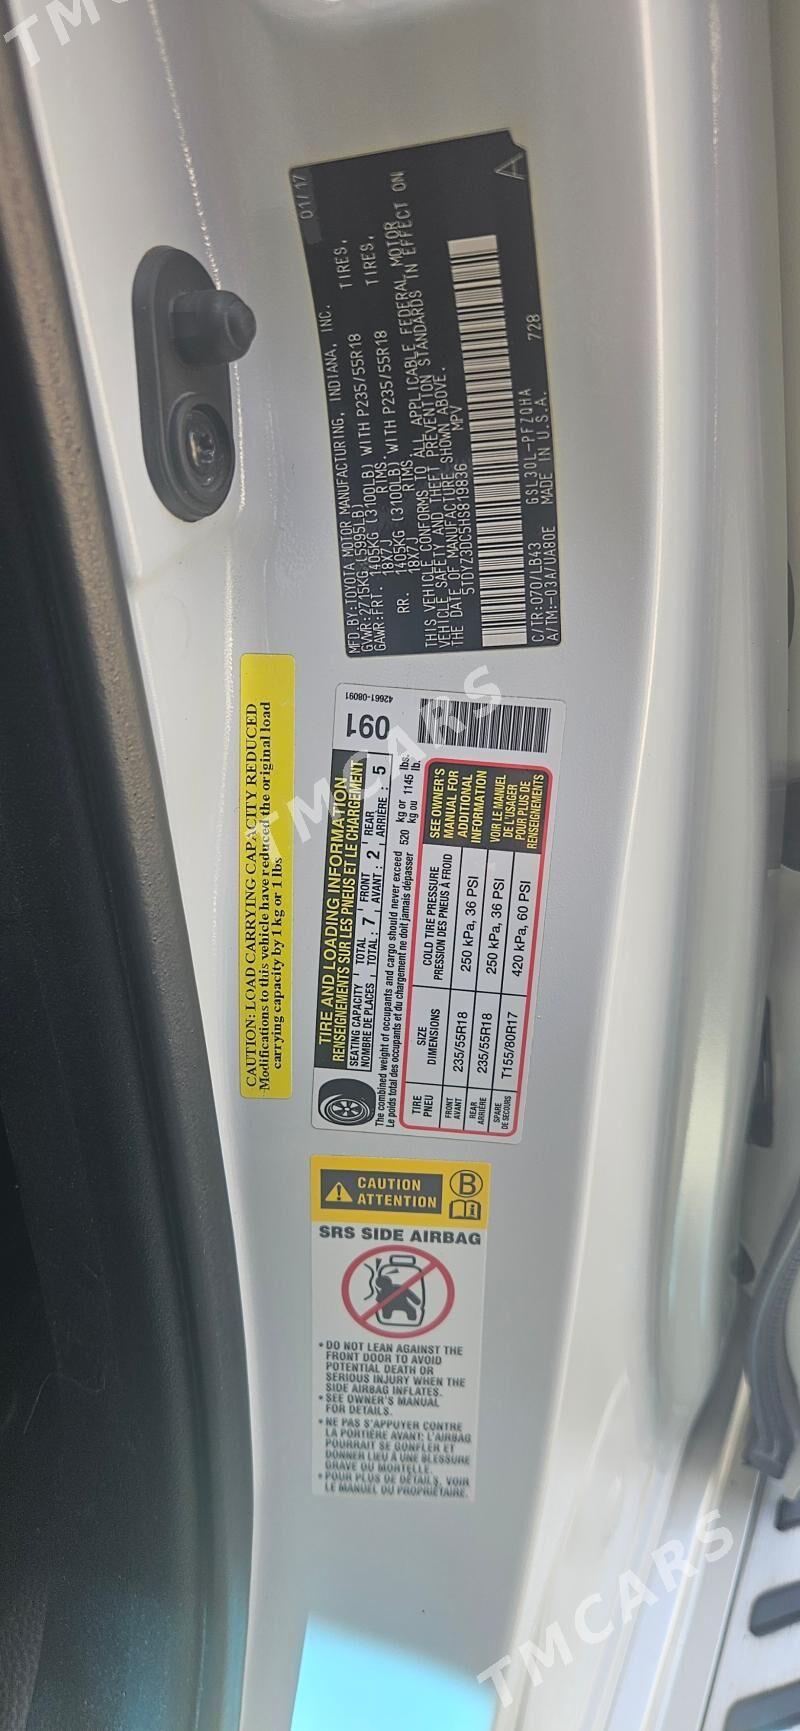 MFD BY:TOYOTA MOTOR MANUFACTURING, INDIANA, INC. 01/17
GVWR:2715KG (5995LB)
GAWR:FRT. 1405KG (3100LB) WITH P235/55R18 TIRES,
18X7J RIMS,
RR. 1405KG (3100LB) WITH P235/55R18 TIRES,
18X7J RIMS
THIS VEHICLE CONFORMS TO ALL APPLICABLE FEDERAL MOTOR
VEHICLE SAFETY AND THEFT PREVENTION STANDARDS IN EFFECT ON
THE DATE OF MANUFACTURE SHOWN ABOVE.
5TDYZ3DC5HS819836 MPV
A
C/TR:070/LB43 GSL30L-PFZQHA 728
A/TM:-03A/UA80E MADE IN U.S.A.
CAUTION: LOAD CARRYING CAPACITY REDUCED
Modifications to this vehicle have reduced the original load
carrying capacity by 1 kg or 1 lbs
TIRE AND LOADING INFORMATION
RENSEIGNEMENTS SUR LES PNEUS ET LE CHARGEMENT
091
42661-08091
SEATING CAPACITY TOTAL FRONT REAR
NOMBRE DE PLACES TOTAL : 7 AVANT : 2 ARRIÈRE : 5
The combined weight of occupants and cargo should never exceed 520 kg or 1145 lbs.
Le poids total des occupants et du chargement ne doit jamais dépasser 520 kg ou 1145 lb.
TIRE PNEU
SIZE DIMENSIONS
COLD TIRE PRESSURE
PRESSION DES PNEUS À FROID
FRONT AVANT 235/55R18 250 kPa, 36 PSI
REAR ARRIÈRE 235/55R18 250 kPa, 36 PSI
SPARE DE SECOURS T155/80R17 420 kPa, 60 PSI
SEE OWNER'S
MANUAL FOR
ADDITIONAL
INFORMATION
VOIR LE MANUEL
DE L'USAGER
POUR PLUS DE
RENSEIGNEMENTS
CAUTION
ATTENTION
B
i
SRS SIDE AIRBAG
• DO NOT LEAN AGAINST THE
FRONT DOOR TO AVOID
POTENTIAL DEATH OR
SERIOUS INJURY WHEN THE
SIDE AIRBAG INFLATES.
• SEE OWNER'S MANUAL
FOR DETAILS.
• NE PAS S'APPUYER CONTRE
LA PORTIÈRE AVANT; L'AIRBAG
POURRAIT SE GONFLER ET
DONNER LIEU À UNE BLESSURE
GRAVE OU MORTELLE.
• POUR PLUS DE DÉTAILS, VOIR
LE MANUEL DU PROPRIÉTAIRE.
TMCARS
TMCARS